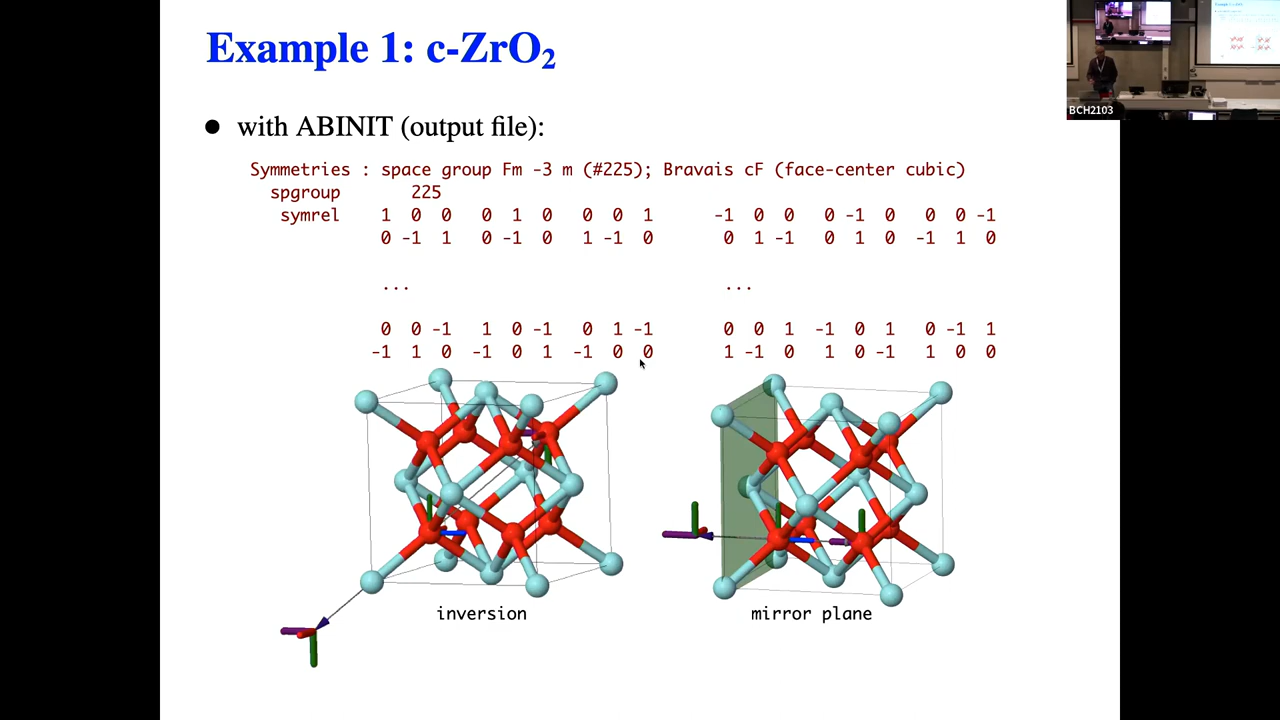 Example 1: c-ZrO₂
BCH2103
● with ABINIT (output file):
Symmetries : space group Fm -3 m (#225); Bravais cF (face-center cubic)
spgroup 225
symrel 1 0 0 0 1 0 0 0 1 -1 0 0 0 -1 0 0 0 -1
0 -1 1 0 -1 0 1 -1 0 0 1 -1 0 1 0 -1 1 0
... ...
0 0 -1 1 0 -1 0 1 -1 0 0 1 -1 0 1 0 -1 1
-1 1 0 -1 0 1 -1 0 0 1 -1 0 1 0 -1 1 0 0
inversion mirror plane